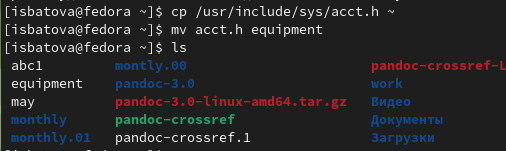 [isbatova@fedora ~]$ cp /usr/include/sys/acct.h ~
[isbatova@fedora ~]$ mv acct.h equipment
[isbatova@fedora ~]$ ls
abc1 montly.00 pandoc-crossref-L
equipment pandoc-3.0 work
may pandoc-3.0-linux-amd64.tar.gz Видео
monthly pandoc-crossref Документы
monthly.01 pandoc-crossref.1 Загрузки